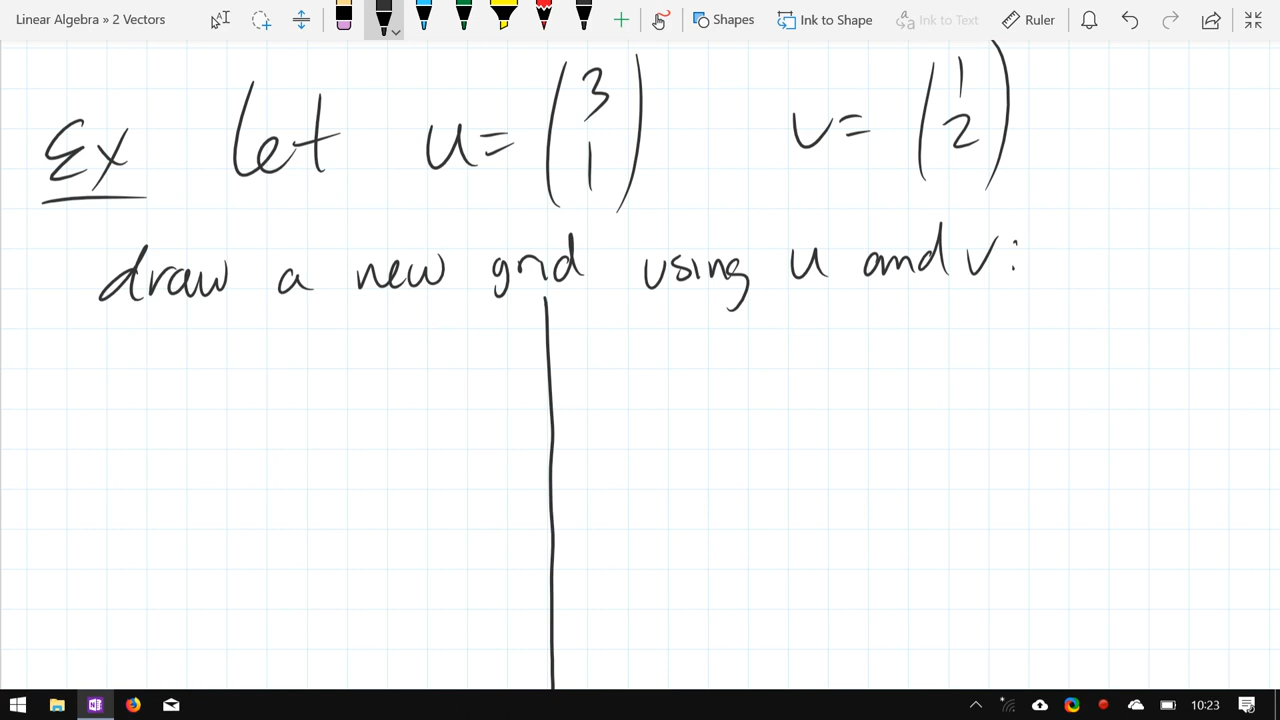 Linear Algebra » 2 Vectors
Shapes
Ink to Shape
Ink to Text
Ruler
Ex let u = (3 1) v = (1 2)
draw a new grid using u and v:
10:23